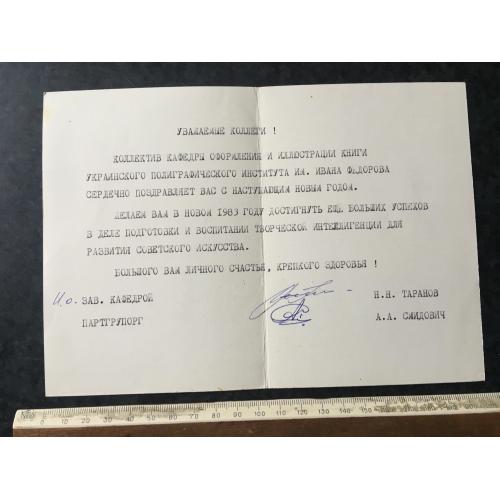 УВАЖАЕМЫЕ КОЛЛЕГИ !
КОЛЛЕКТИВ КАФЕДРЫ ОФОРМЛЕНИЯ И ИЛЛЮСТРАЦИИ КНИГИ
УКРАИНСКОГО ПОЛИГРАФИЧЕСКОГО ИНСТИТУТА ИМ. ИВАНА ФЕДОРОВА
СЕРДЕЧНО ПОЗДРАВЛЯЕТ ВАС С НАСТУПАЮЩИМ НОВЫМ ГОДОМ.
ЖЕЛАЕМ ВАМ В НОВОМ 1983 ГОДУ ДОСТИГНУТЬ ЕЩЕ БОЛЬШИХ УСПЕХОВ
В ДЕЛЕ ПОДГОТОВКИ И ВОСПИТАНИИ ТВОРЧЕСКОЙ ИНТЕЛЛИГЕНЦИИ ДЛЯ
РАЗВИТИЯ СОВЕТСКОГО ИСКУССТВА.
БОЛЬШОГО ВАМ ЛИЧНОГО СЧАСТЬЯ, КРЕПКОГО ЗДОРОВЬЯ !
И.о. ЗАВ. КАФЕДРОЙ Н.Н. ТАРАНОВ
ПАРТГРУПОРГ А.А. СМИДОВИЧ